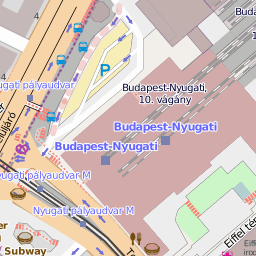 P
Budapest-Nyugati,
10. vágány
Nyugati pályaudvar
Budapest-Nyugati
Budapest-Nyugati
Nyugati pályaudvar M
Nyugati pályaudvar M
Subway
Eiffel tér